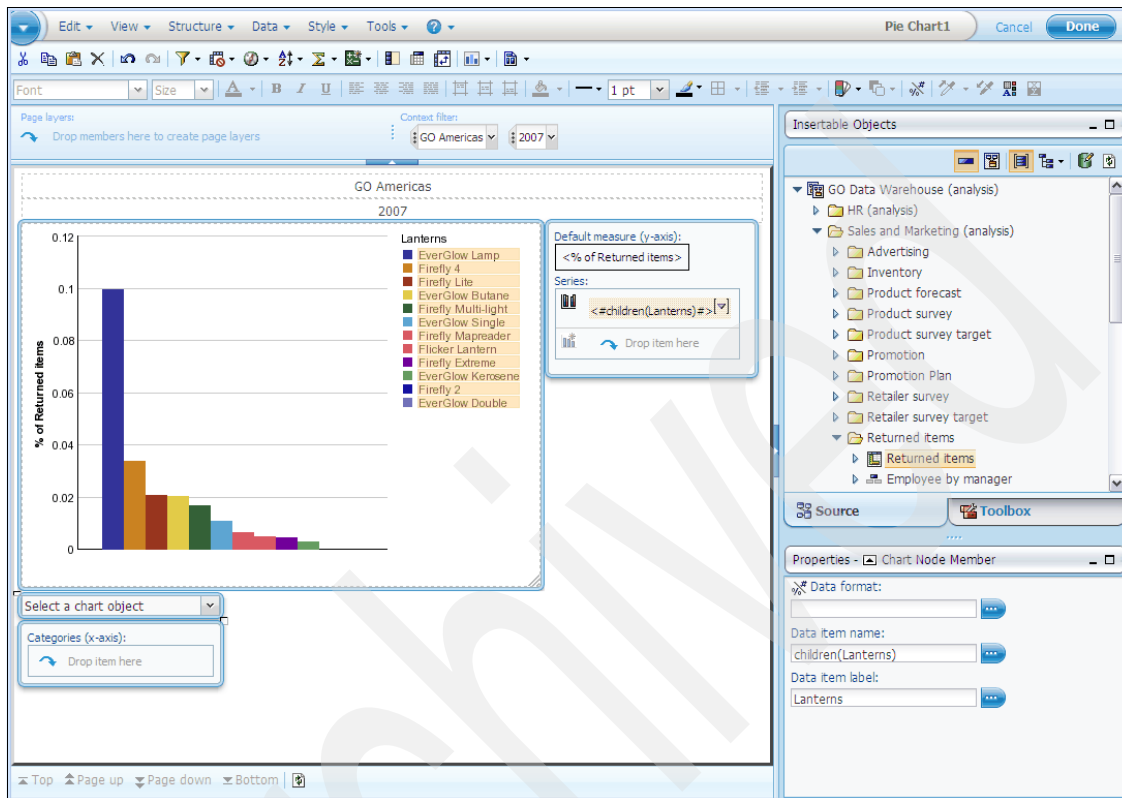 Edit View Structure Data Style Tools ? Pie Chart1 Cancel Done
Font Size A B I U 1 pt
Page layers:
Drop members here to create page layers
Context filter:
GO Americas 2007
GO Americas
2007
0.12
0.1
0.08
0.06
0.04
0.02
0
% of Returned items
Lanterns
EverGlow Lamp
Firefly 4
Firefly Lite
EverGlow Butane
Firefly Multi-light
EverGlow Single
Firefly Mapreader
Flicker Lantern
Firefly Extreme
EverGlow Kerosene
Firefly 2
EverGlow Double
Default measure (y-axis):
<% of Returned items>
Series:
<#children(Lanterns)#>
Drop item here
Select a chart object
Categories (x-axis):
Drop item here
Top Page up Page down Bottom
Insertable Objects
GO Data Warehouse (analysis)
HR (analysis)
Sales and Marketing (analysis)
Advertising
Inventory
Product forecast
Product survey
Product survey target
Promotion
Promotion Plan
Retailer survey
Retailer survey target
Returned items
Returned items
Employee by manager
Source Toolbox
Properties - Chart Node Member
Data format:
Data item name:
children(Lanterns)
Data item label:
Lanterns